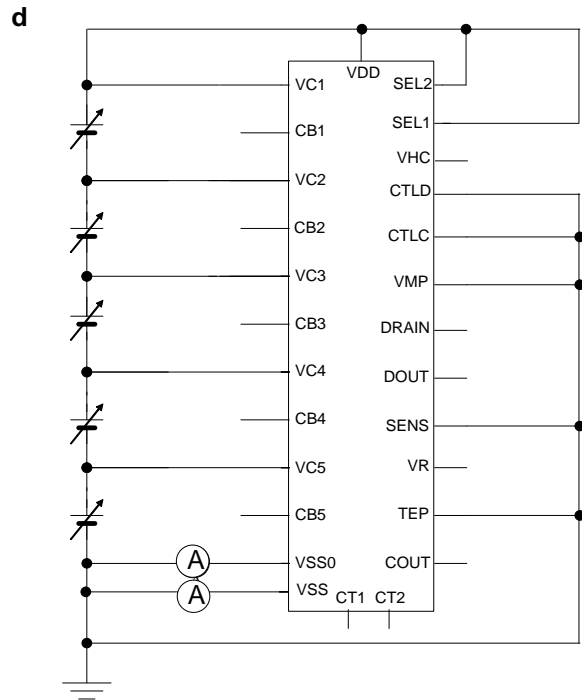 d
VDD
VC1
SEL2
CB1
SEL1
VC2
VHC
CTLD
CB2
CTLC
VC3
VMP
CB3
DRAIN
VC4
DOUT
CB4
SENS
VC5
VR
CB5
TEP
A
VSS0
COUT
A
VSS
CT1 CT2